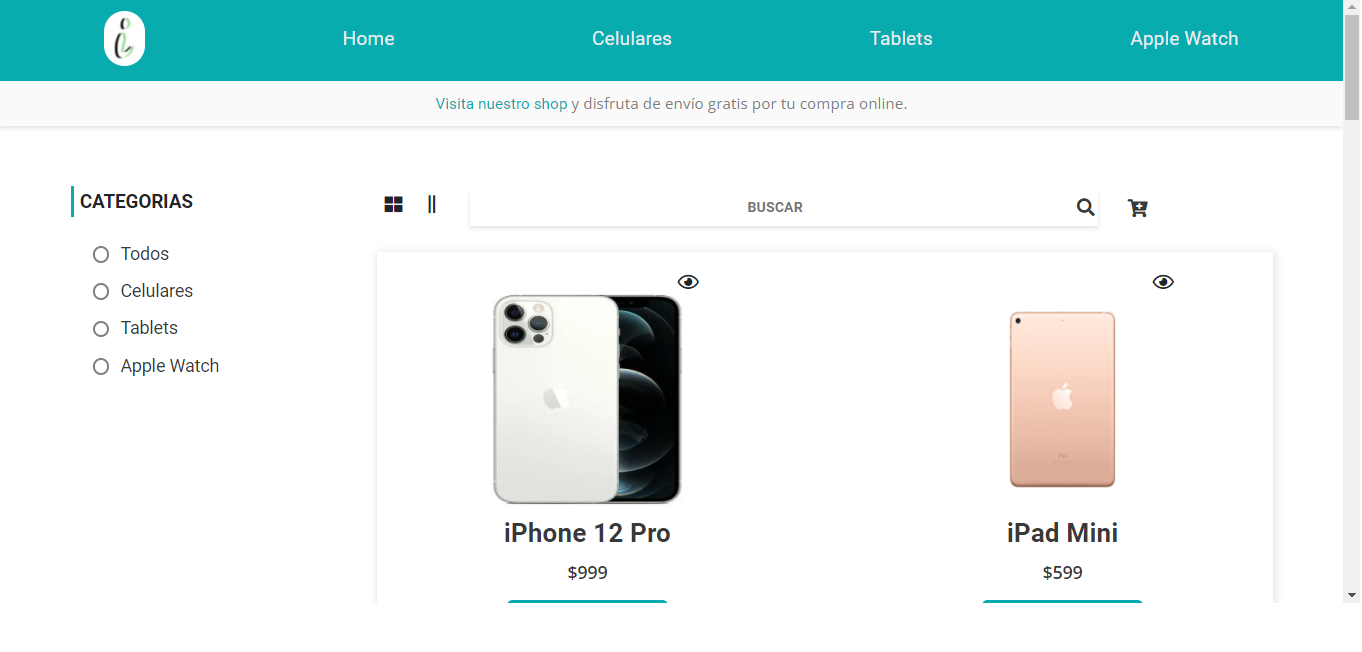 Home
Celulares
Tablets
Apple Watch
Visita nuestro shop y disfruta de envío gratis por tu compra online.
CATEGORIAS
BUSCAR
Todos
Celulares
Tablets
Apple Watch
iPhone 12 Pro
iPad Mini
$999
$599